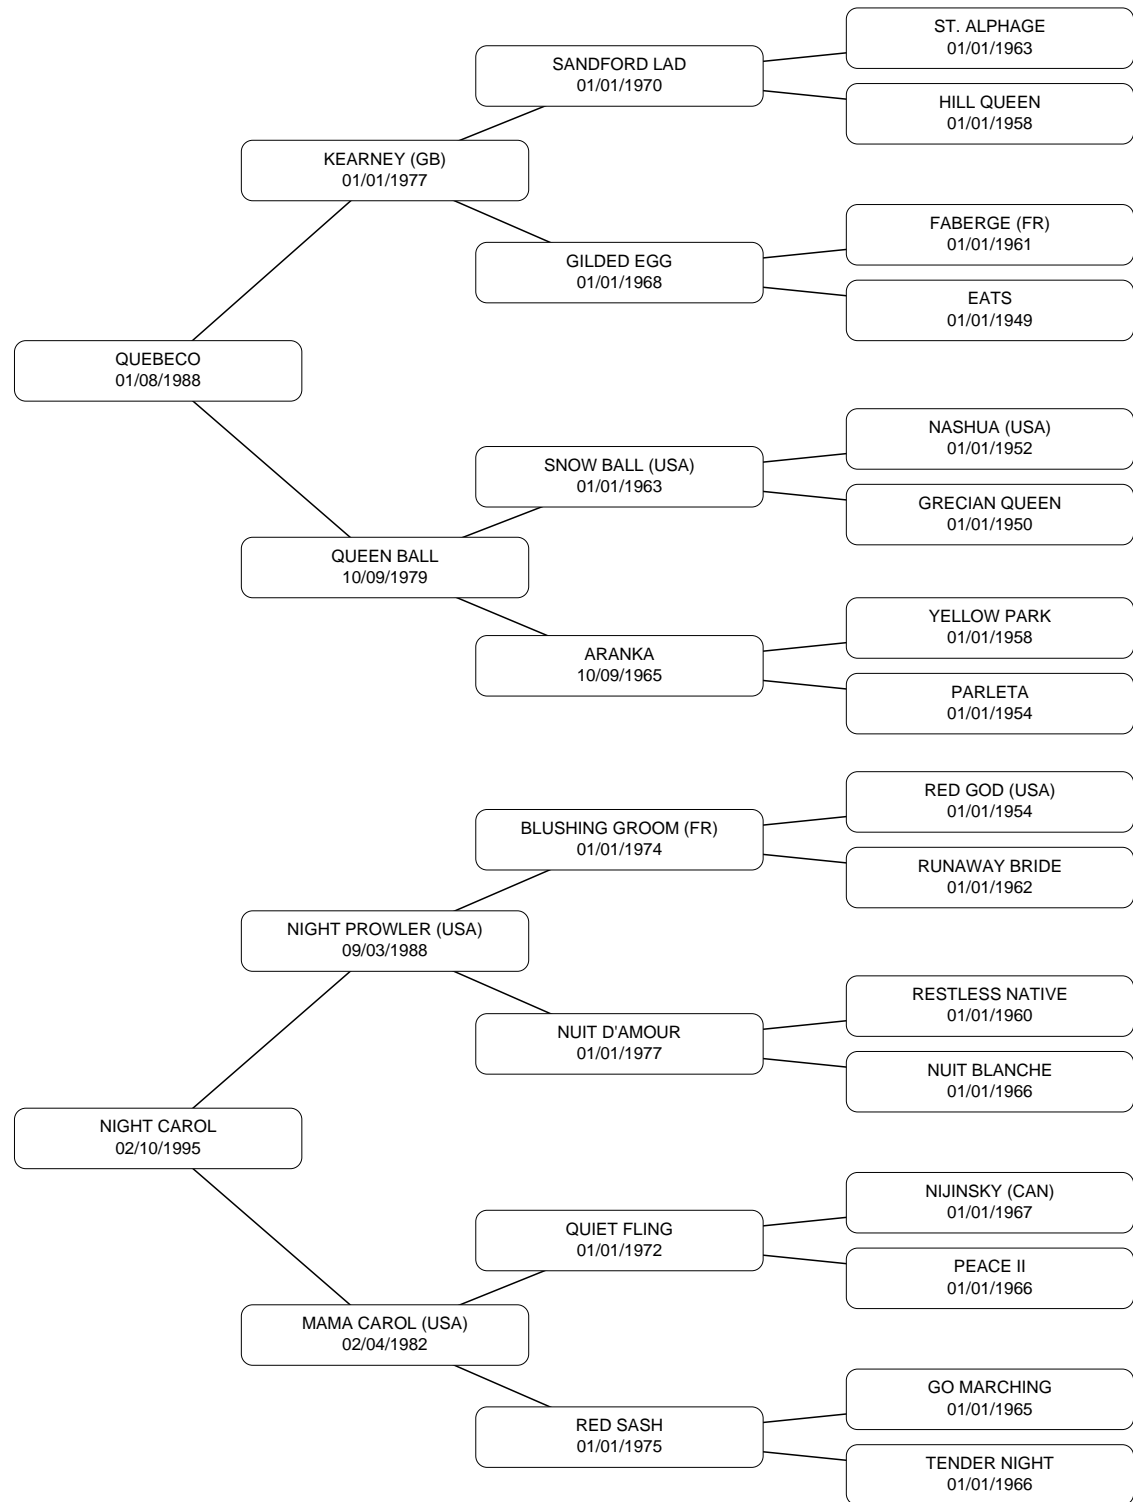 ST. ALPHAGE
01/01/1963
SANDFORD LAD
01/01/1970
HILL QUEEN
01/01/1958
KEARNEY (GB)
01/01/1977
FABERGE (FR)
01/01/1961
GILDED EGG
01/01/1968
EATS
01/01/1949
QUEBECO
01/08/1988
NASHUA (USA)
01/01/1952
SNOW BALL (USA)
01/01/1963
GRECIAN QUEEN
01/01/1950
QUEEN BALL
10/09/1979
YELLOW PARK
01/01/1958
ARANKA
10/09/1965
PARLETA
01/01/1954
RED GOD (USA)
01/01/1954
BLUSHING GROOM (FR)
01/01/1974
RUNAWAY BRIDE
01/01/1962
NIGHT PROWLER (USA)
09/03/1988
RESTLESS NATIVE
01/01/1960
NUIT D'AMOUR
01/01/1977
NUIT BLANCHE
01/01/1966
NIGHT CAROL
02/10/1995
NIJINSKY (CAN)
01/01/1967
QUIET FLING
01/01/1972
PEACE II
01/01/1966
MAMA CAROL (USA)
02/04/1982
GO MARCHING
01/01/1965
RED SASH
01/01/1975
TENDER NIGHT
01/01/1966